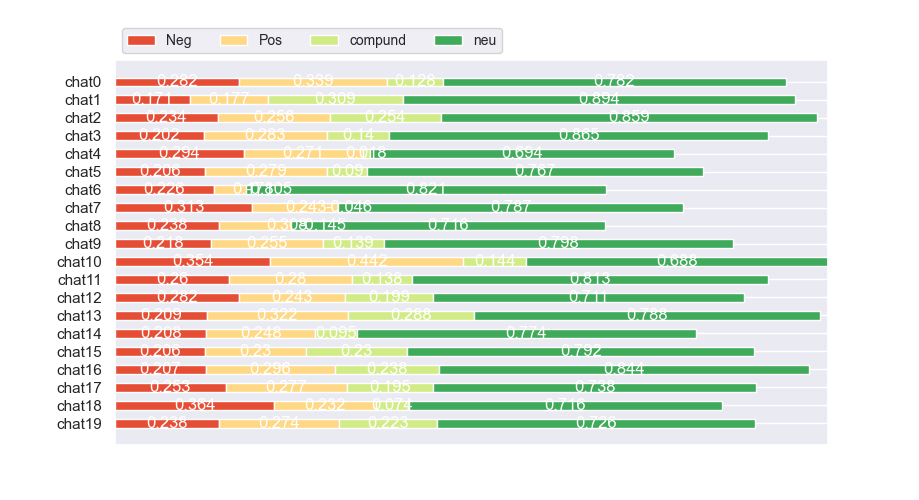 Neg Pos compund neu
chat0 0.282 0.339 0.128 0.782
chat1 0.171 0.177 0.309 0.894
chat2 0.234 0.256 0.254 0.859
chat3 0.202 0.283 0.14 0.865
chat4 0.294 0.271 0.018 0.694
chat5 0.206 0.279 0.09 0.767
chat6 0.226 0.821
chat7 0.313 0.243 -0.046 0.787
chat8 0.238 -0.145 0.716
chat9 0.218 0.255 0.139 0.798
chat10 0.354 0.442 0.144 0.688
chat11 0.26 0.28 0.138 0.813
chat12 0.282 0.243 0.199 0.711
chat13 0.209 0.322 0.288 0.788
chat14 0.208 0.248 0.095 0.774
chat15 0.206 0.23 0.23 0.792
chat16 0.207 0.296 0.238 0.844
chat17 0.253 0.277 0.195 0.738
chat18 0.364 0.232 0.074 0.716
chat19 0.238 0.274 0.223 0.726